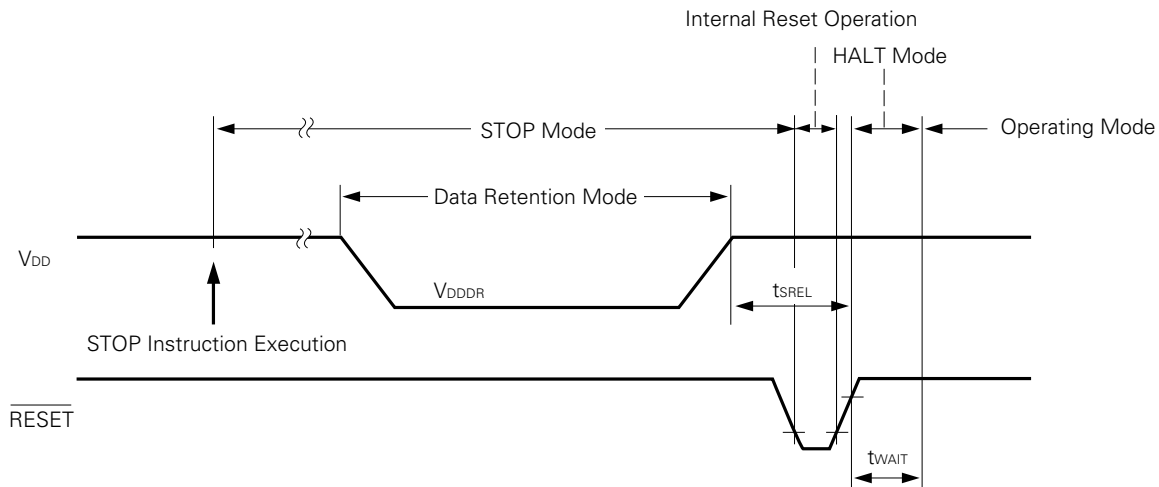 Internal Reset Operation
HALT Mode
STOP Mode
Operating Mode
Data Retention Mode
VDD
VDDDR
tSREL
STOP Instruction Execution
RESET
tWAIT